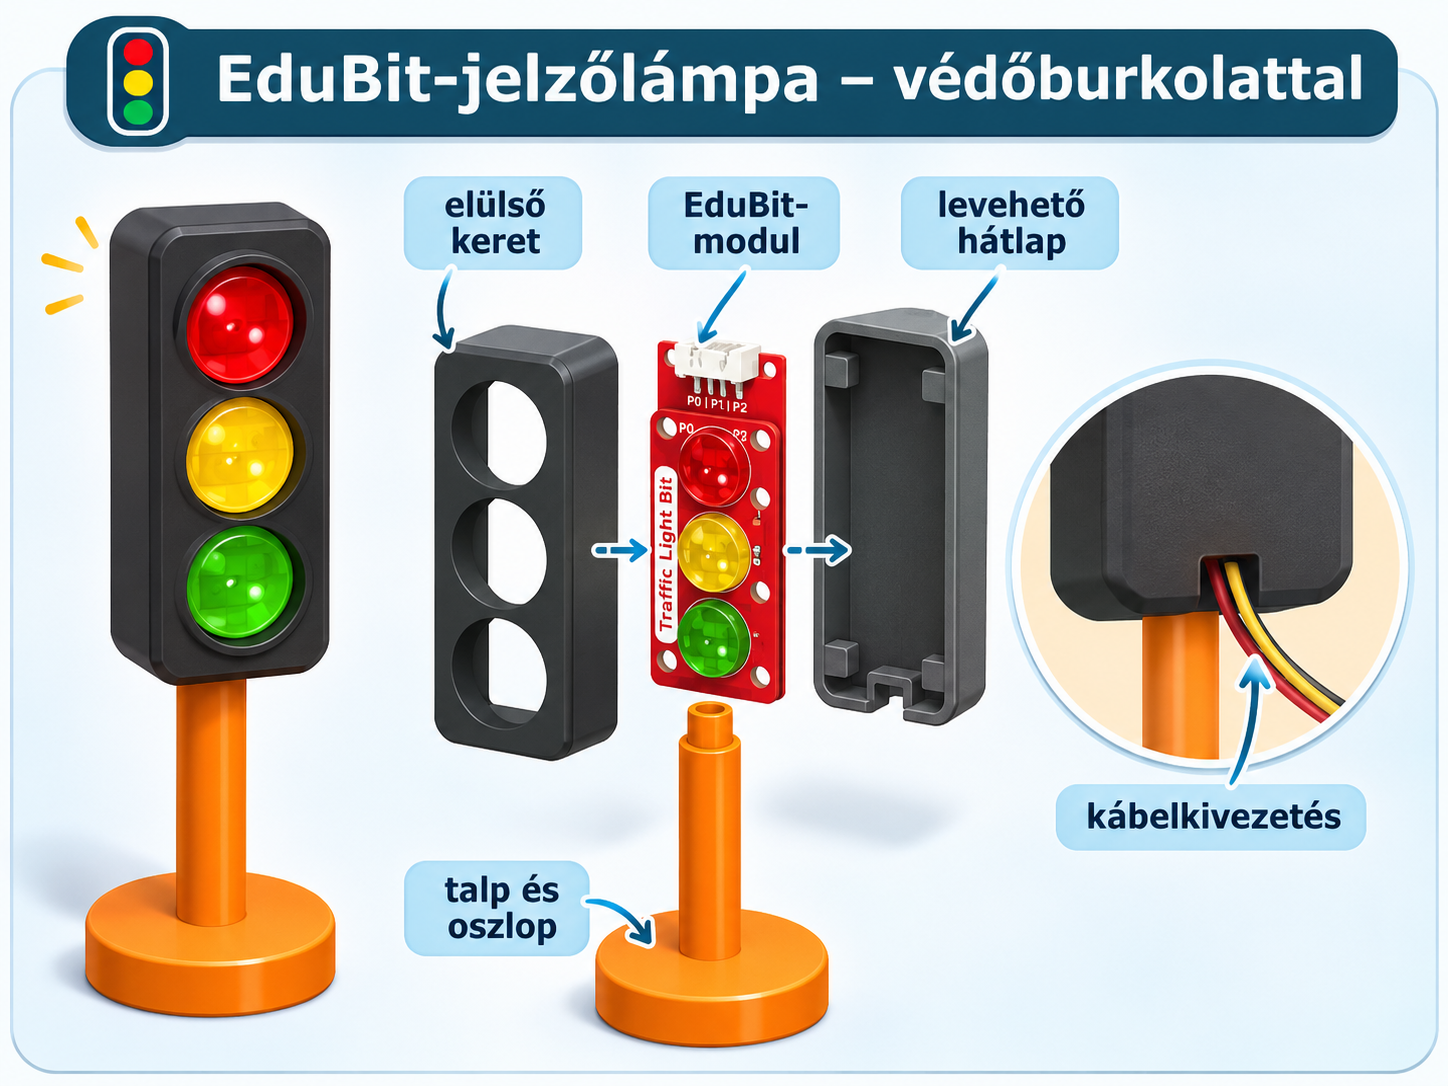 EduBit-jelzőlámpa – védőburkolattal
elülső
keret
EduBit-
modul
levehető
hátlap
P0 | P1 | P2
P0
Traffic Light Bit
kábelkivezetés
talp és
oszlop